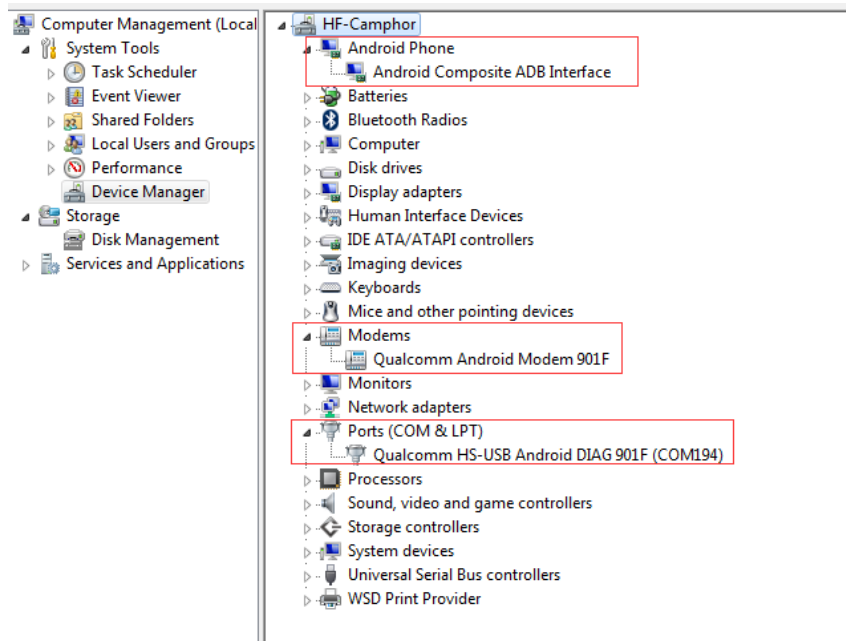 Computer Management (Local
System Tools
Task Scheduler
Event Viewer
Shared Folders
Local Users and Groups
Performance
Device Manager
Storage
Disk Management
Services and Applications
HF-Camphor
Android Phone
Android Composite ADB Interface
Batteries
Bluetooth Radios
Computer
Disk drives
Display adapters
Human Interface Devices
IDE ATA/ATAPI controllers
Imaging devices
Keyboards
Mice and other pointing devices
Modems
Qualcomm Android Modem 901F
Monitors
Network adapters
Ports (COM & LPT)
Qualcomm HS-USB Android DIAG 901F (COM194)
Processors
Sound, video and game controllers
Storage controllers
System devices
Universal Serial Bus controllers
WSD Print Provider